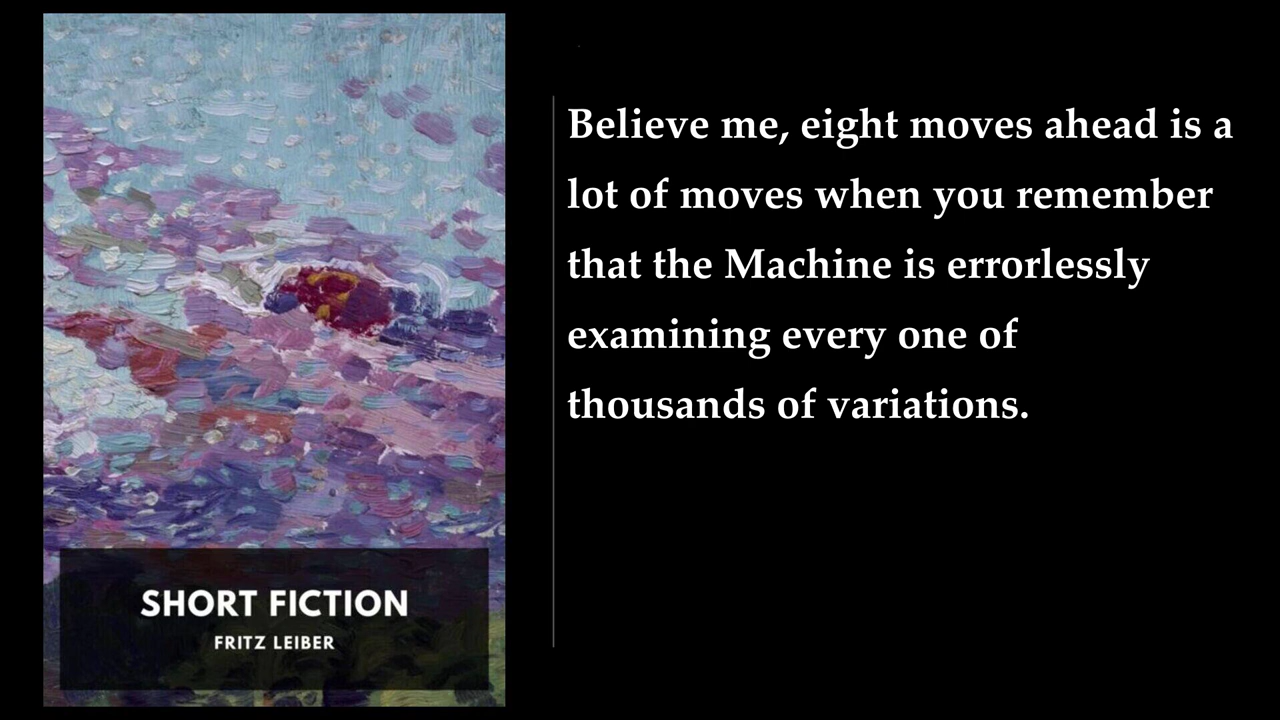 Believe me, eight moves ahead is a
lot of moves when you remember
that the Machine is errorlessly
examining every one of
thousands of variations.
SHORT FICTION
FRITZ LEIBER